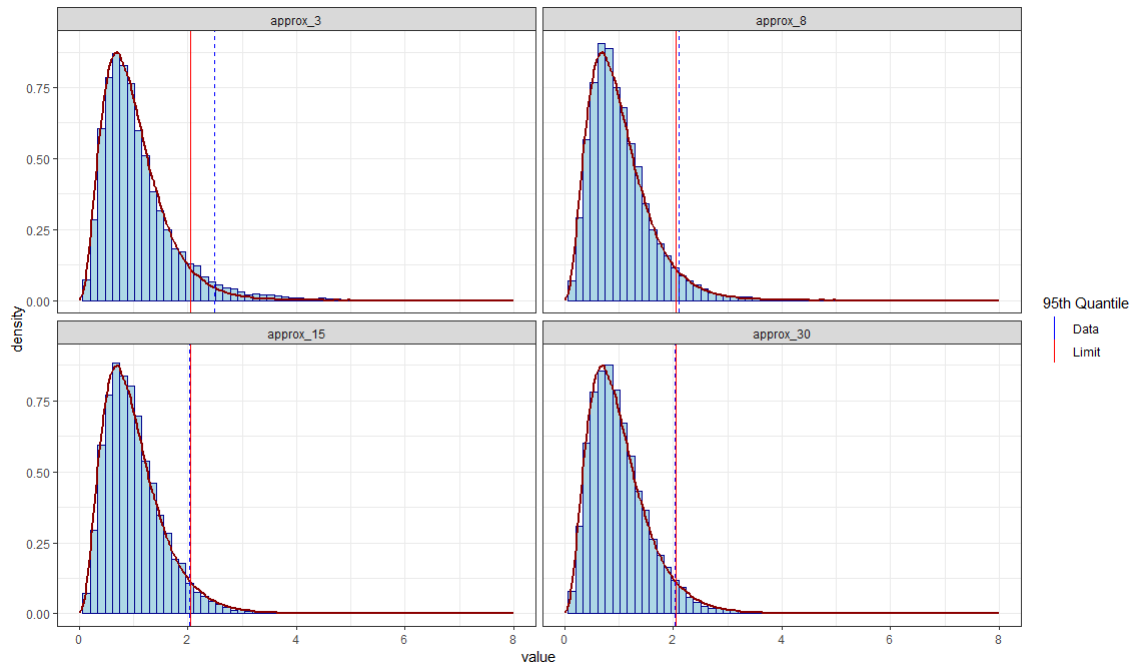 approx_3
approx_8
0.75
0.50
0.25
0.00
density
approx_15
approx_30
0.75
0.50
0.25
0.00
0 2 4 6 8
0 2 4 6 8
value
95th Quantile
Data
Limit